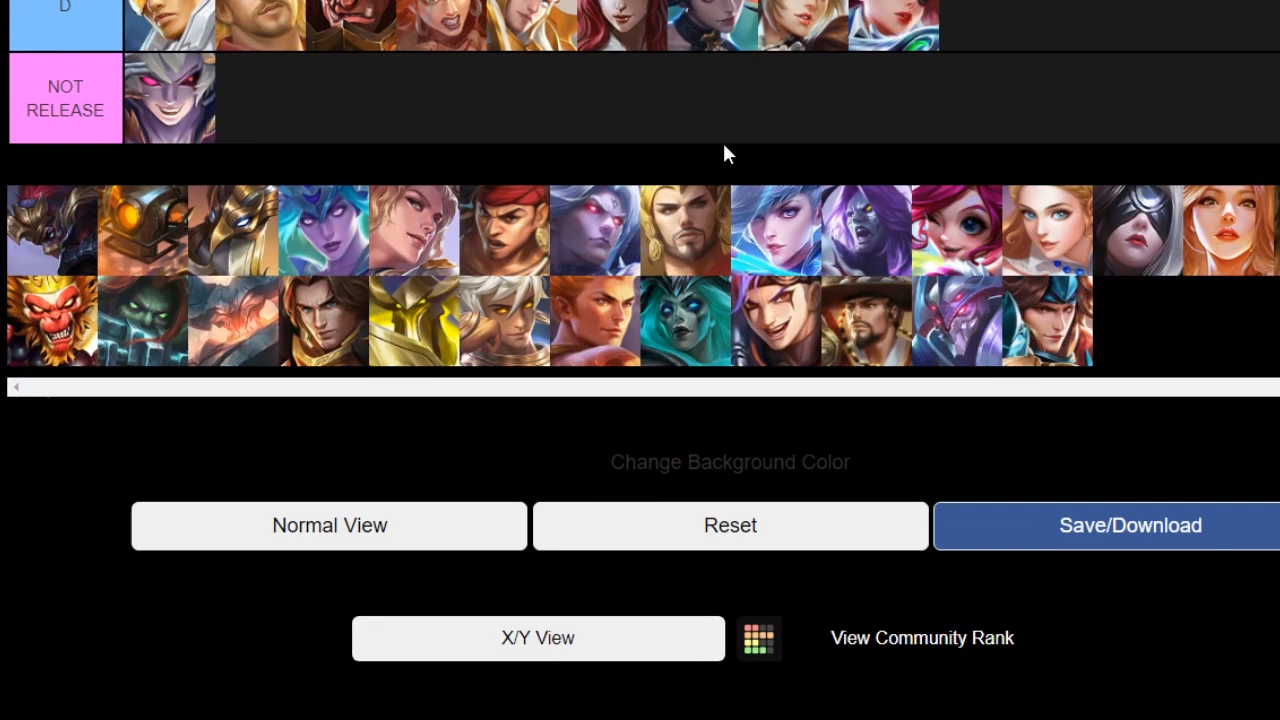 D
NOT
RELEASE
Change Background Color
Normal View
Reset
Save/Download
X/Y View
View Community Rank